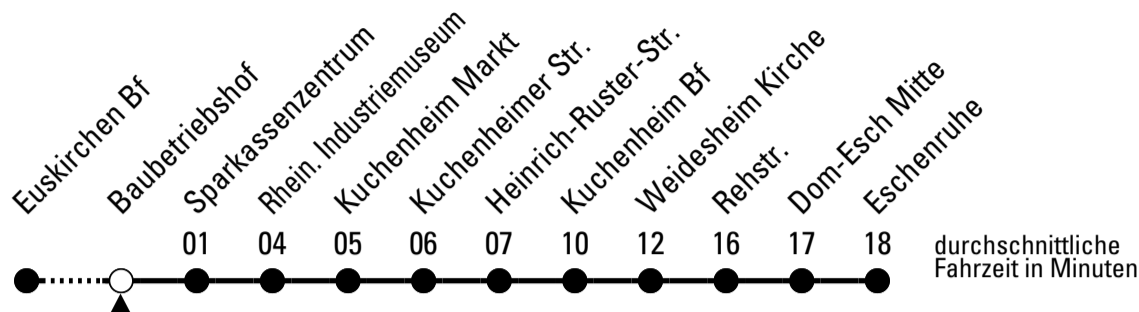 Euskirchen Bf
Baubetriebshof
Sparkassenzentrum
Rhein. Industriemuseum
Kuchenheim Markt
Kuchenheimer Str.
Heinrich-Ruster-Str.
Kuchenheim Bf
Weidesheim Kirche
Rehstr.
Dom-Esch Mitte
Eschenruhe
01 04 05 06 07 10 12 16 17 18
durchschnittliche
Fahrzeit in Minuten